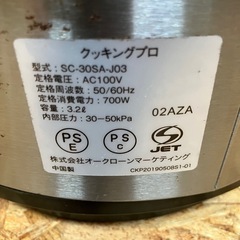 クッキングプロ
型式：SC-30SA-J03
定格電圧：AC100V
定格周波数：50/60Hz
定格消費電力：700W
容量：3.2ℓ
内部圧力：30-50kPa
02AZA
PS
E
PS
C
S
JET
株式会社オークローンマーケティング
中国製
CKP20190508S1-01